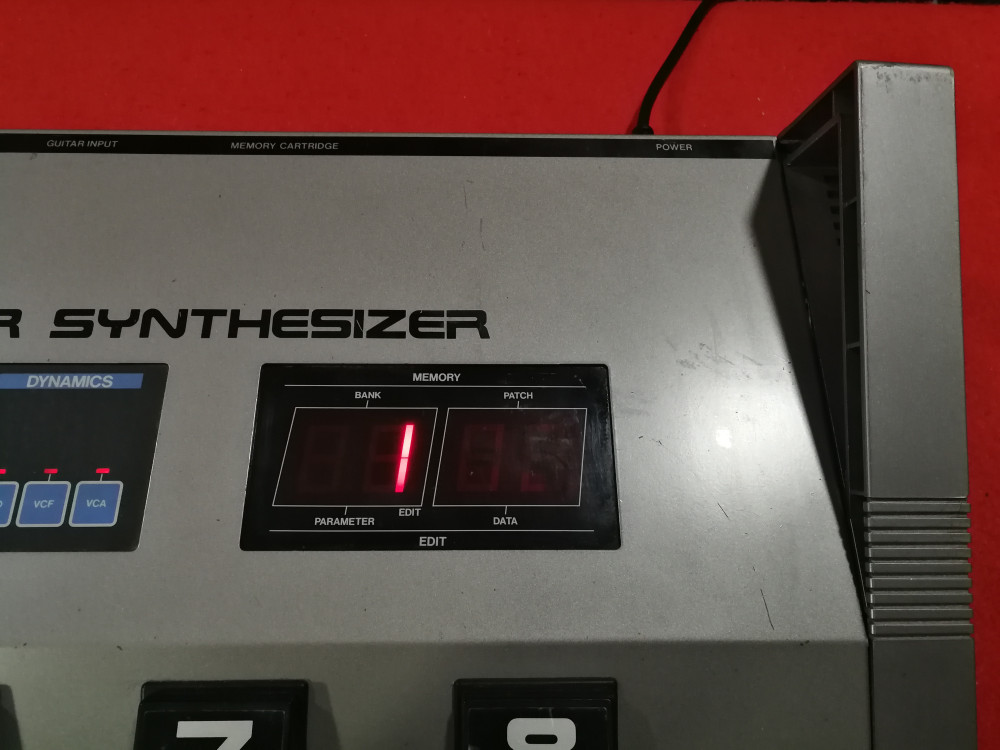 GUITAR INPUT MEMORY CARTRIDGE POWER
R SYNTHESIZER
DYNAMICS
VCF VCA
MEMORY
BANK PATCH
1
EDIT
PARAMETER DATA
EDIT
7 8